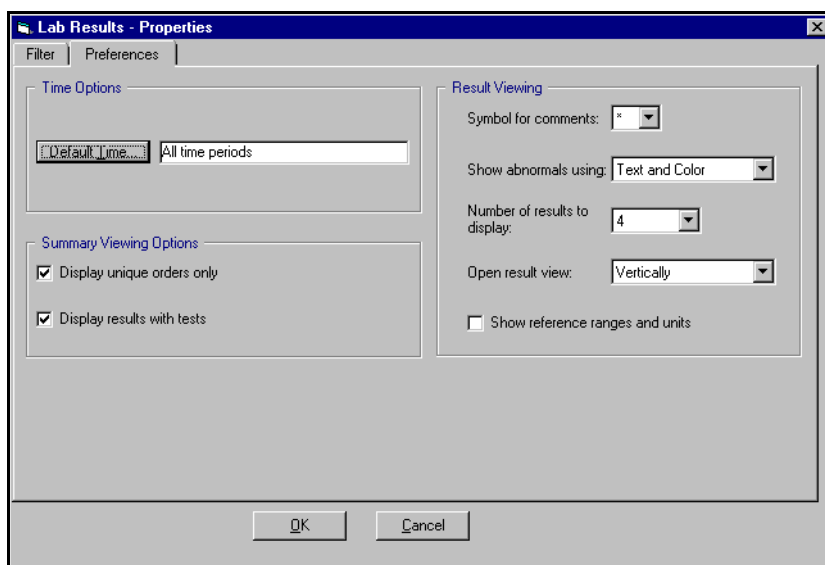 Lab Results - Properties
Filter
Preferences
Time Options
Default Time...
All time periods
Summary Viewing Options
Display unique orders only
Display results with tests
Result Viewing
Symbol for comments:
*
Show abnormals using:
Text and Color
Number of results to
display:
4
Open result view:
Vertically
Show reference ranges and units
OK
Cancel